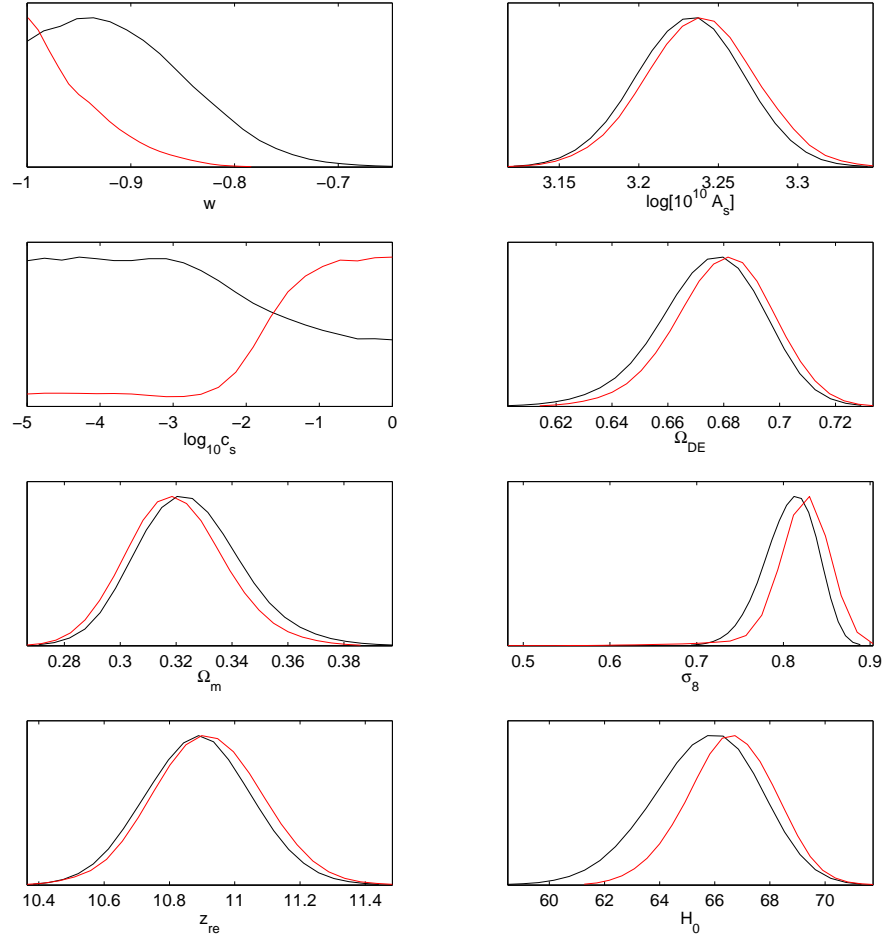 −1 −0.9 −0.8 −0.7
w
3.15 3.2 3.25 3.3
log[10^10 A_s]
−5 −4 −3 −2 −1 0
log_10 c_s
0.62 0.64 0.66 0.68 0.7 0.72
Ω_DE
0.28 0.3 0.32 0.34 0.36 0.38
Ω_m
0.5 0.6 0.7 0.8 0.9
σ_8
10.4 10.6 10.8 11 11.2 11.4
z_re
60 62 64 66 68 70
H_0